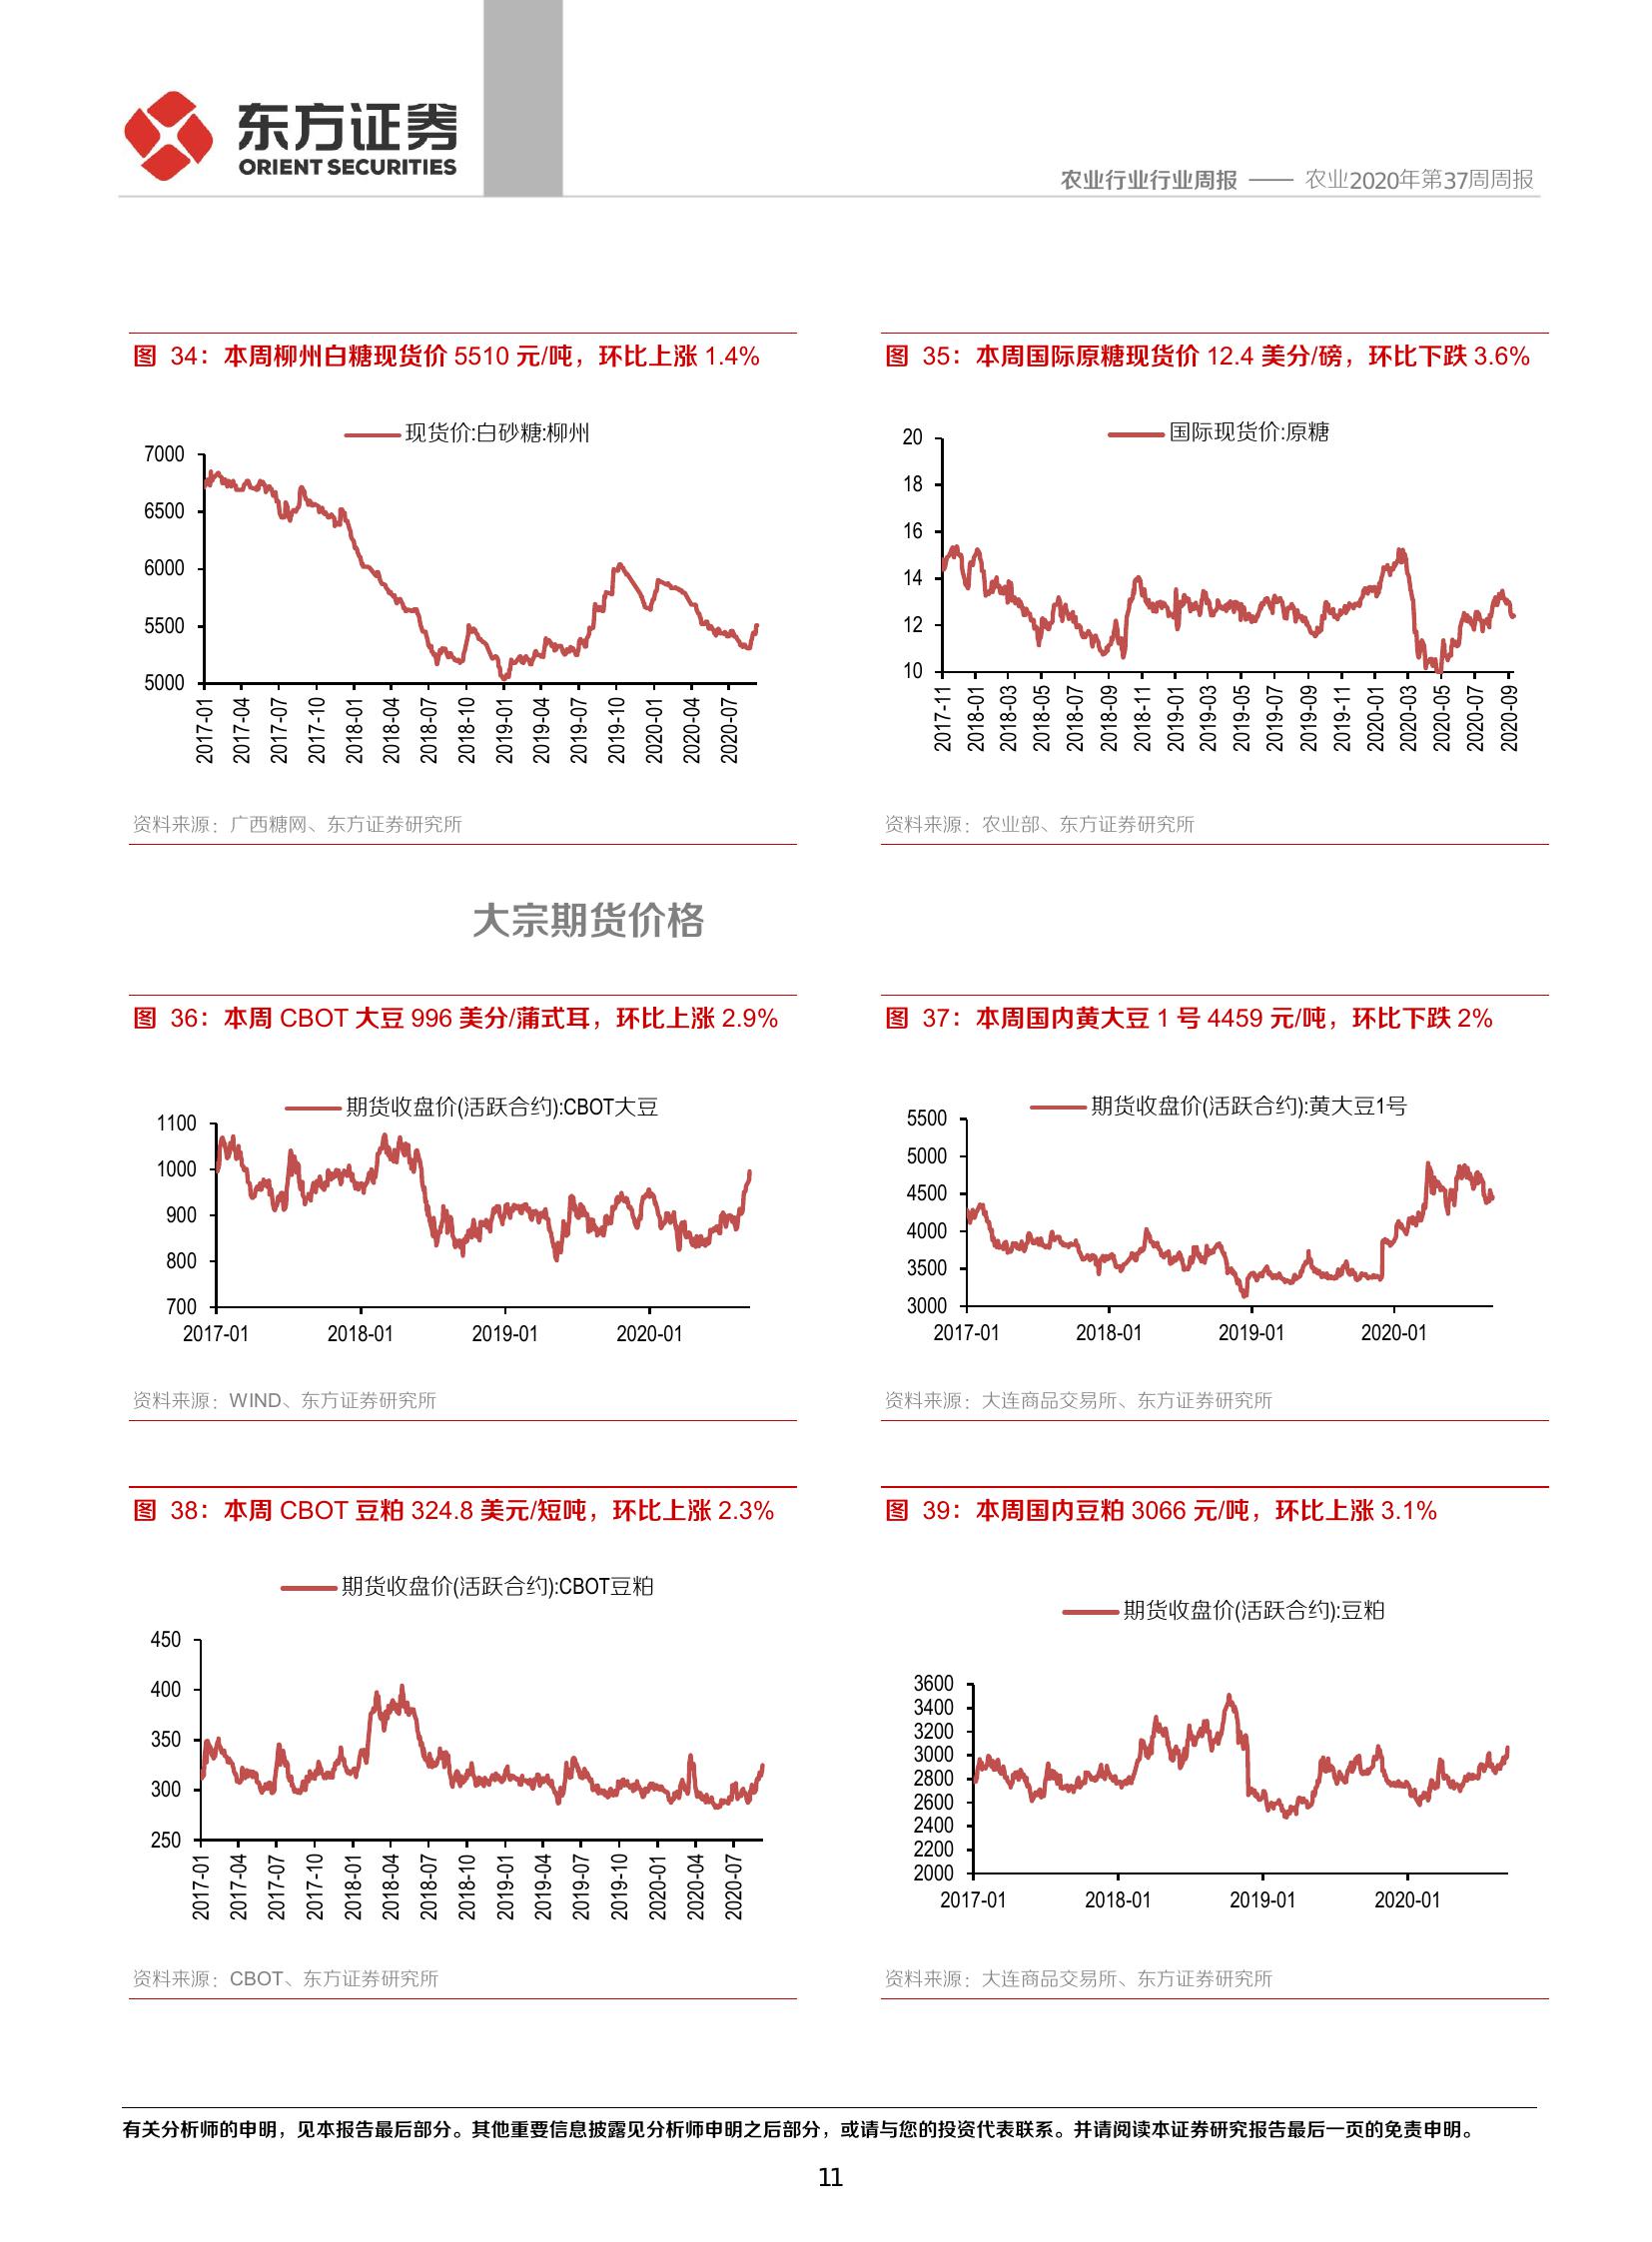 东方证券
ORIENT SECURITIES
农业行业行业周报 —— 农业2020年第37周周报
图 34：本周柳州白糖现货价 5510 元/吨，环比上涨 1.4%
现货价:白砂糖:柳州
7000
6500
6000
5500
5000
2017-01 2017-04 2017-07 2017-10 2018-01 2018-04 2018-07 2018-10 2019-01 2019-04 2019-07 2019-10 2020-01 2020-04 2020-07
资料来源：广西糖网、东方证券研究所
图 35：本周国际原糖现货价 12.4 美分/磅，环比下跌 3.6%
国际现货价:原糖
20
18
16
14
12
10
2017-11 2018-01 2018-03 2018-05 2018-07 2018-09 2018-11 2019-01 2019-03 2019-05 2019-07 2019-09 2019-11 2020-01 2020-03 2020-05 2020-07 2020-09
资料来源：农业部、东方证券研究所
大宗期货价格
图 36：本周 CBOT 大豆 996 美分/蒲式耳，环比上涨 2.9%
期货收盘价(活跃合约):CBOT大豆
1100
1000
900
800
700
2017-01 2018-01 2019-01 2020-01
资料来源：WIND、东方证券研究所
图 37：本周国内黄大豆 1 号 4459 元/吨，环比下跌 2%
期货收盘价(活跃合约):黄大豆1号
5500
5000
4500
4000
3500
3000
2017-01 2018-01 2019-01 2020-01
资料来源：大连商品交易所、东方证券研究所
图 38：本周 CBOT 豆粕 324.8 美元/短吨，环比上涨 2.3%
期货收盘价(活跃合约):CBOT豆粕
450
400
350
300
250
2017-01 2017-04 2017-07 2017-10 2018-01 2018-04 2018-07 2018-10 2019-01 2019-04 2019-07 2019-10 2020-01 2020-04 2020-07
资料来源：CBOT、东方证券研究所
图 39：本周国内豆粕 3066 元/吨，环比上涨 3.1%
期货收盘价(活跃合约):豆粕
3600
3400
3200
3000
2800
2600
2400
2200
2000
2017-01 2018-01 2019-01 2020-01
资料来源：大连商品交易所、东方证券研究所
有关分析师的申明，见本报告最后部分。其他重要信息披露见分析师申明之后部分，或请与您的投资代表联系。并请阅读本证券研究报告最后一页的免责申明。
11